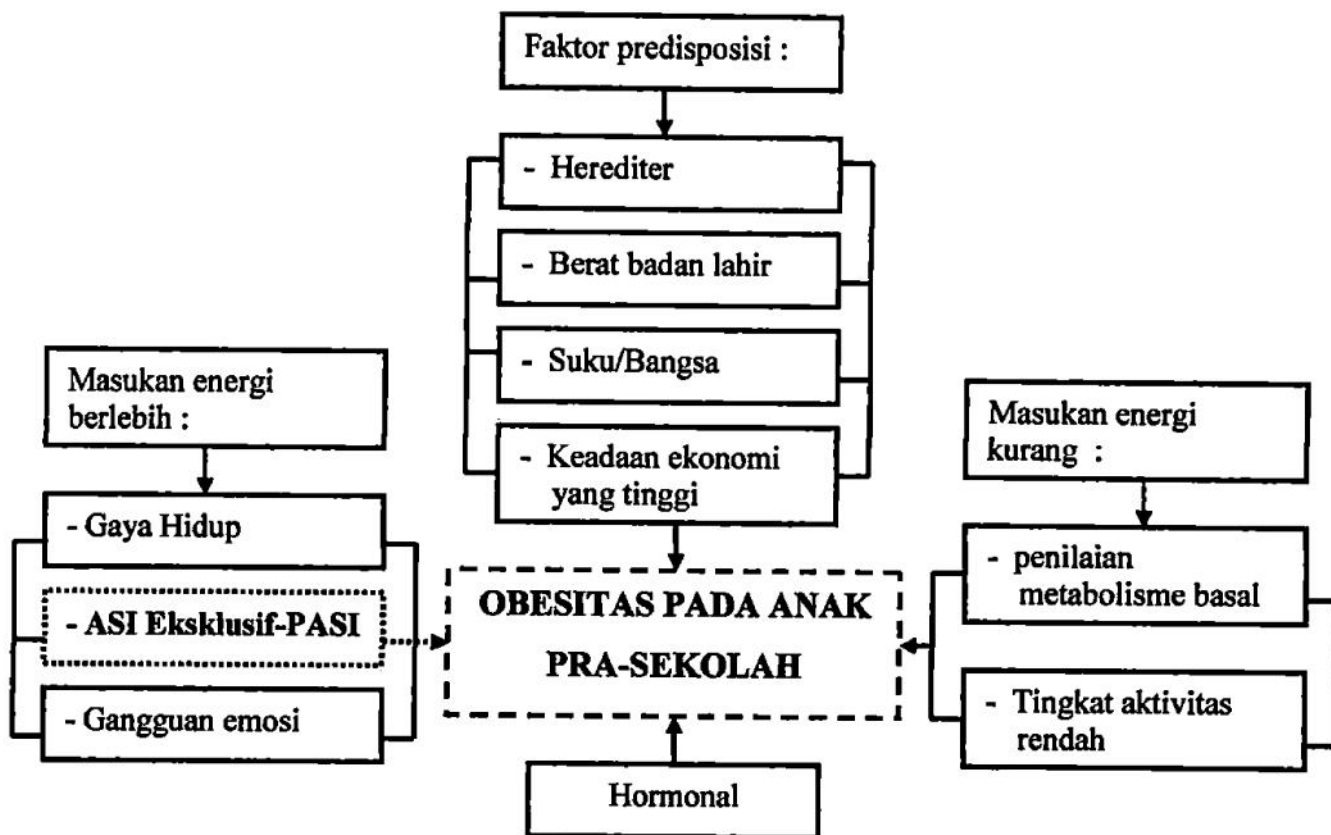 Faktor predisposisi :
- Herediter
- Berat badan lahir
- Suku/Bangsa
- Keadaan ekonomi
yang tinggi
Masukan energi
berlebih :
- Gaya Hidup
- ASI Eksklusif-PASI
- Gangguan emosi
OBESITAS PADA ANAK
PRA-SEKOLAH
Masukan energi
kurang :
- penilaian
metabolisme basal
- Tingkat aktivitas
rendah
Hormonal